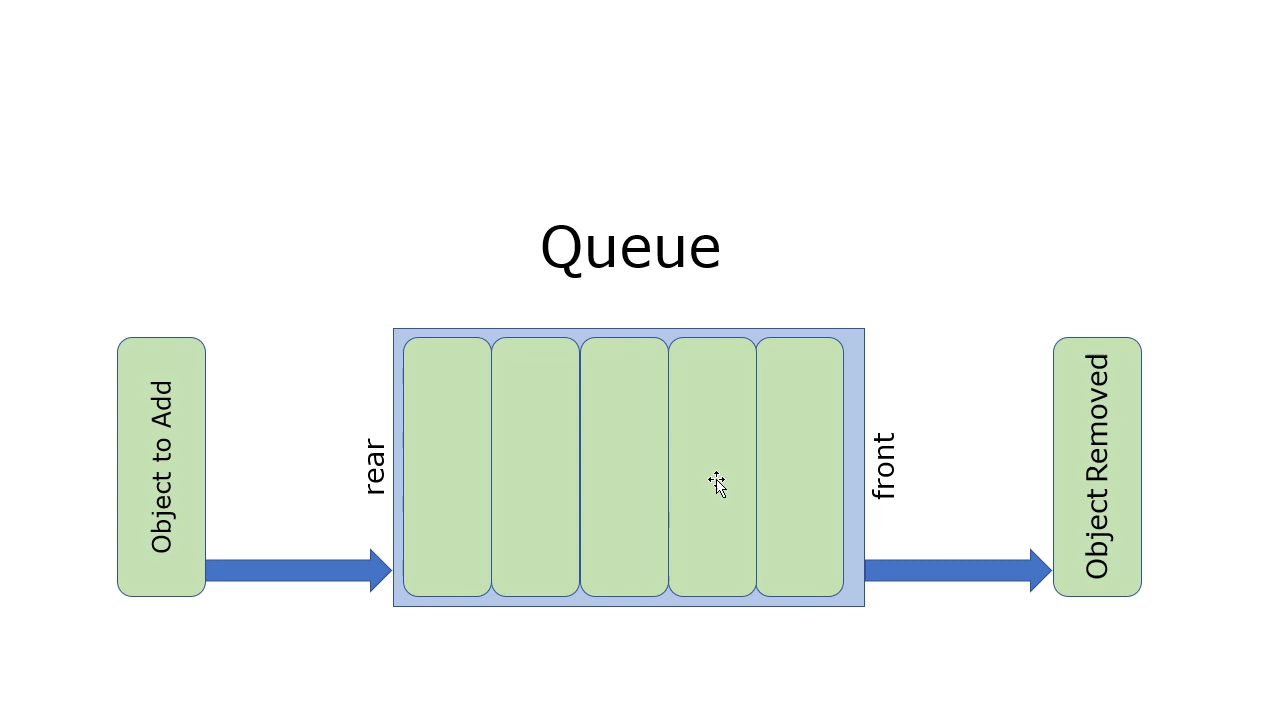 Queue
Object to Add
rear
front
Object Removed